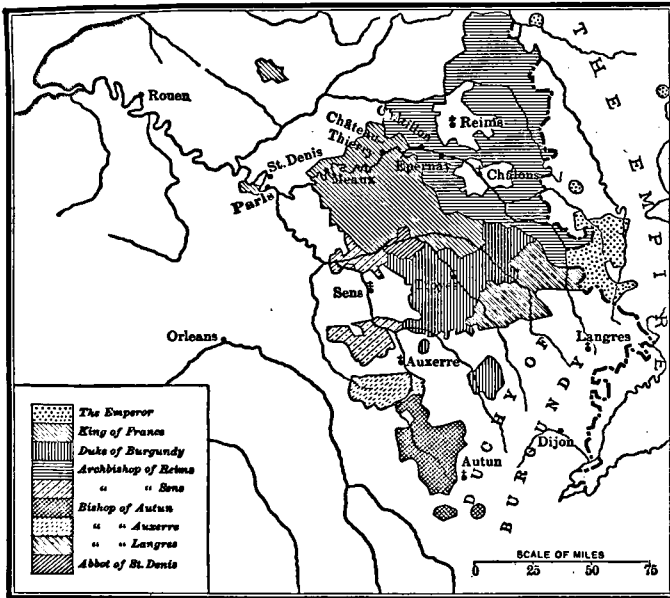 THE EMPIRE
Rouen
Châtillon
Reims
Château
Thierry
St. Denis
Epernay
Châlons
Meaux
Paris
Troyes
Sens
Orleans
Langres
Auxerre
DUCHY OF
BURGUNDY
Dijon
Autun
The Emperor
King of France
Duke of Burgundy
Archbishop of Reims
“ “ Sens
Bishop of Autun
“ “ Auxerre
“ “ Langres
Abbot of St. Denis
SCALE OF MILES
0 25 50 75